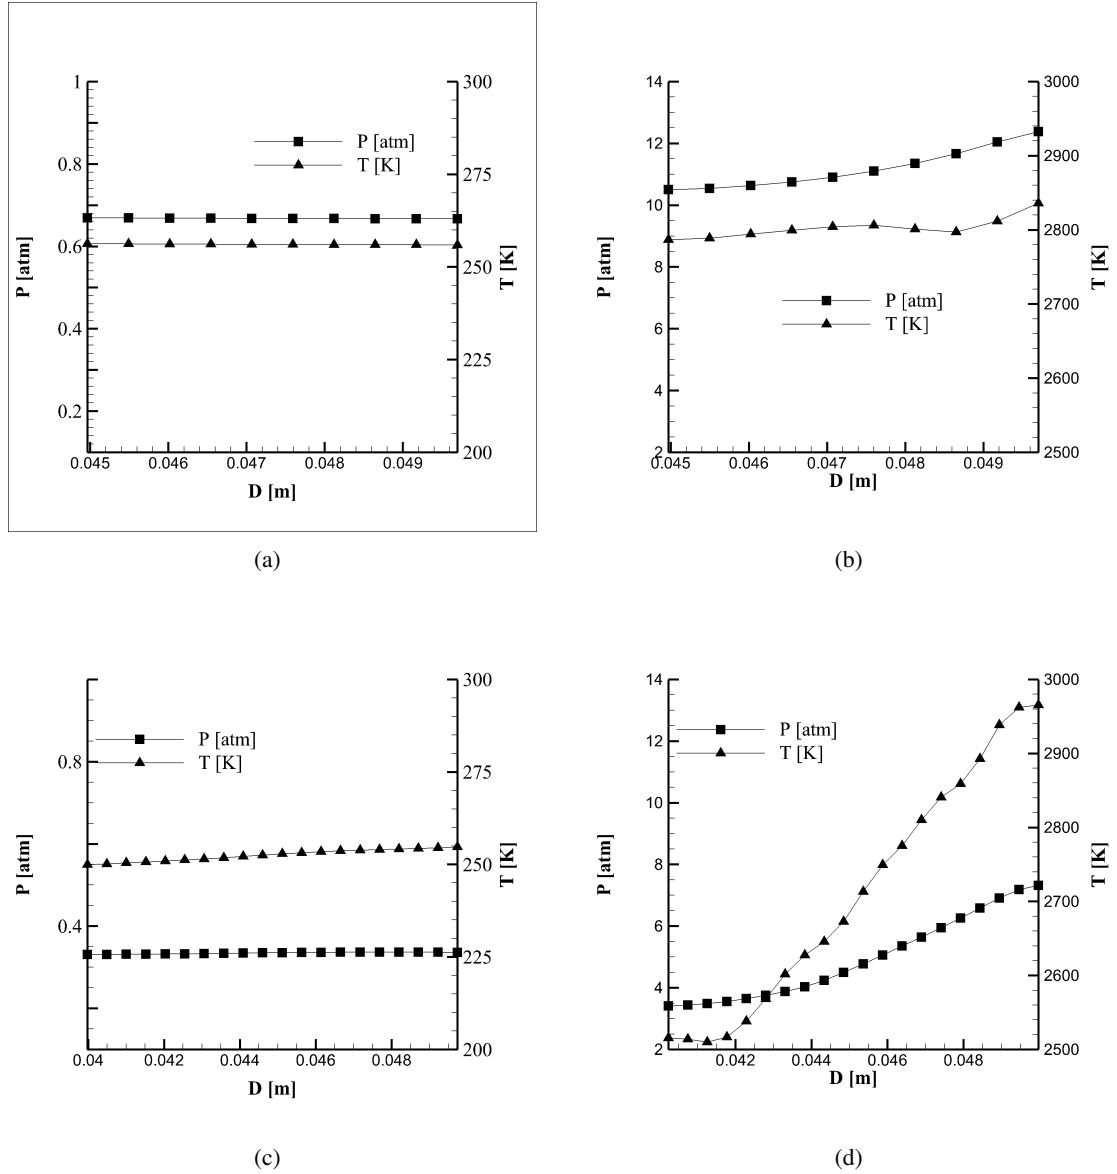 1
0.8
0.6
0.4
0.2
300
275
250
225
200
P [atm]
T [K]
P [atm]
T [K]
0.045
0.046
0.047
0.048
0.049
D [m]
(a)
14
12
10
8
6
4
2
3000
2900
2800
2700
2600
2500
P [atm]
T [K]
P [atm]
T [K]
0.045
0.046
0.047
0.048
0.049
D [m]
(b)
0.8
0.4
300
275
250
225
200
P [atm]
T [K]
P [atm]
T [K]
0.04
0.042
0.044
0.046
0.048
D [m]
(c)
14
12
10
8
6
4
2
3000
2900
2800
2700
2600
2500
P [atm]
T [K]
P [atm]
T [K]
0.042
0.044
0.046
0.048
D [m]
(d)